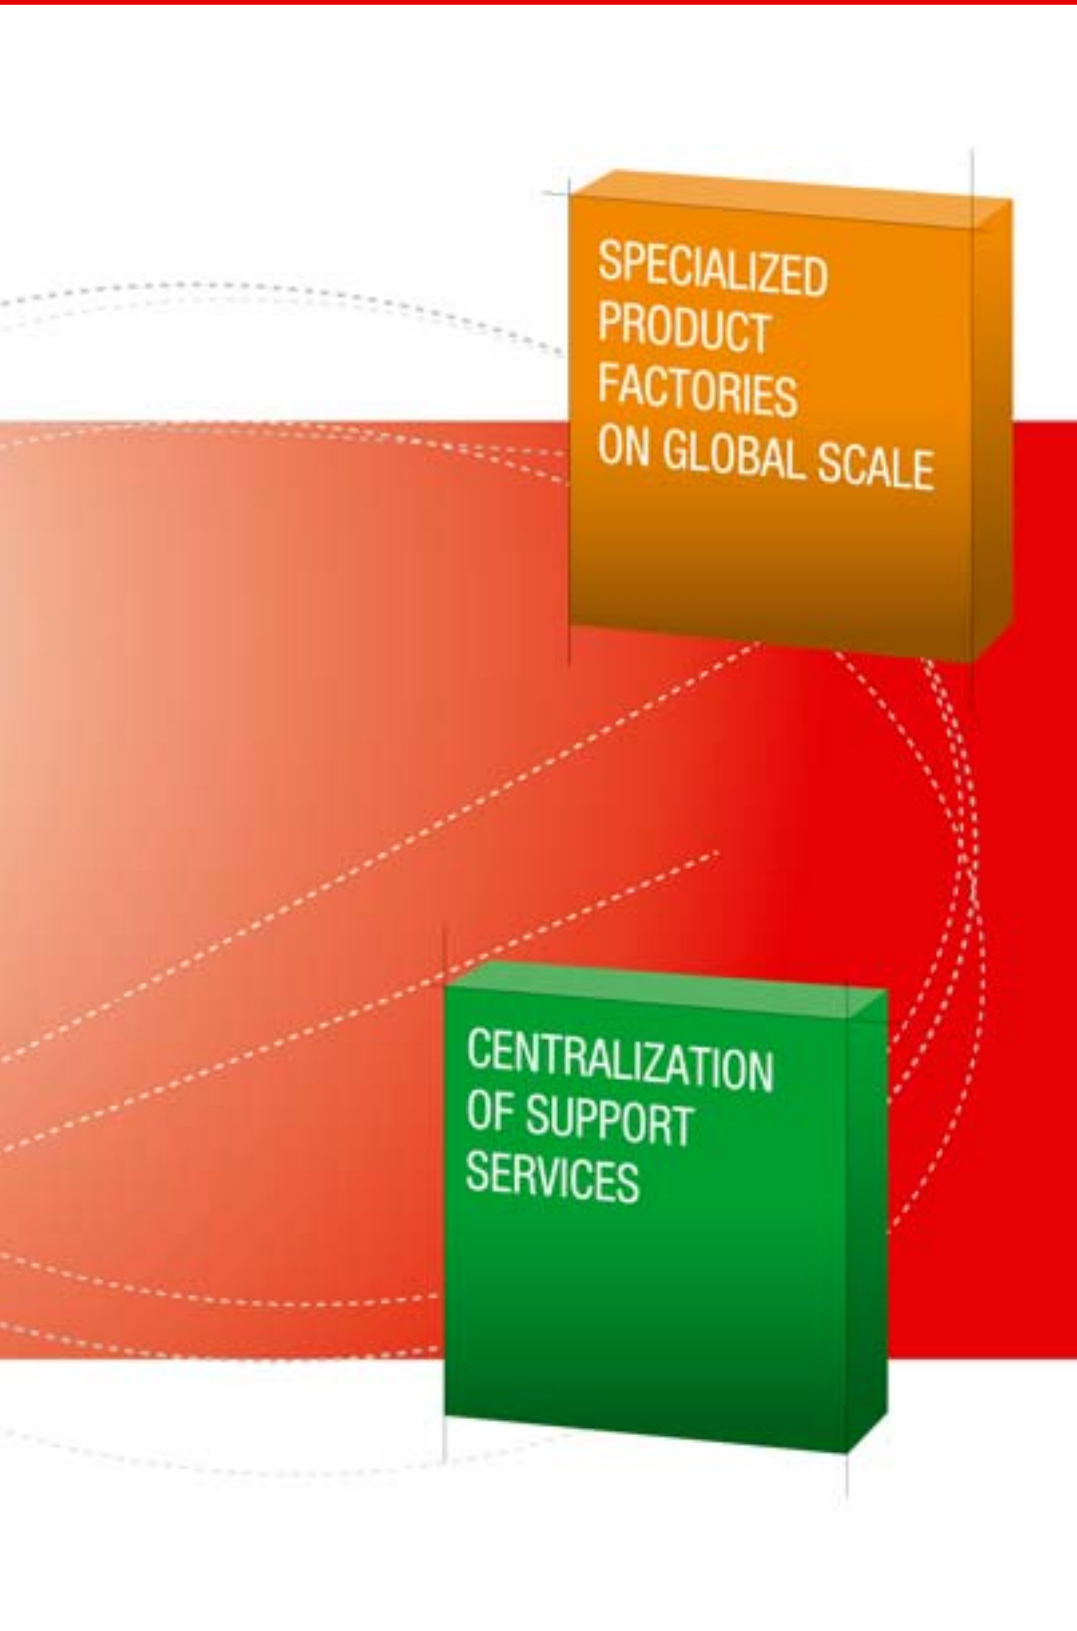 SPECIALIZED
PRODUCT
FACTORIES
ON GLOBAL SCALE
CENTRALIZATION
OF SUPPORT
SERVICES